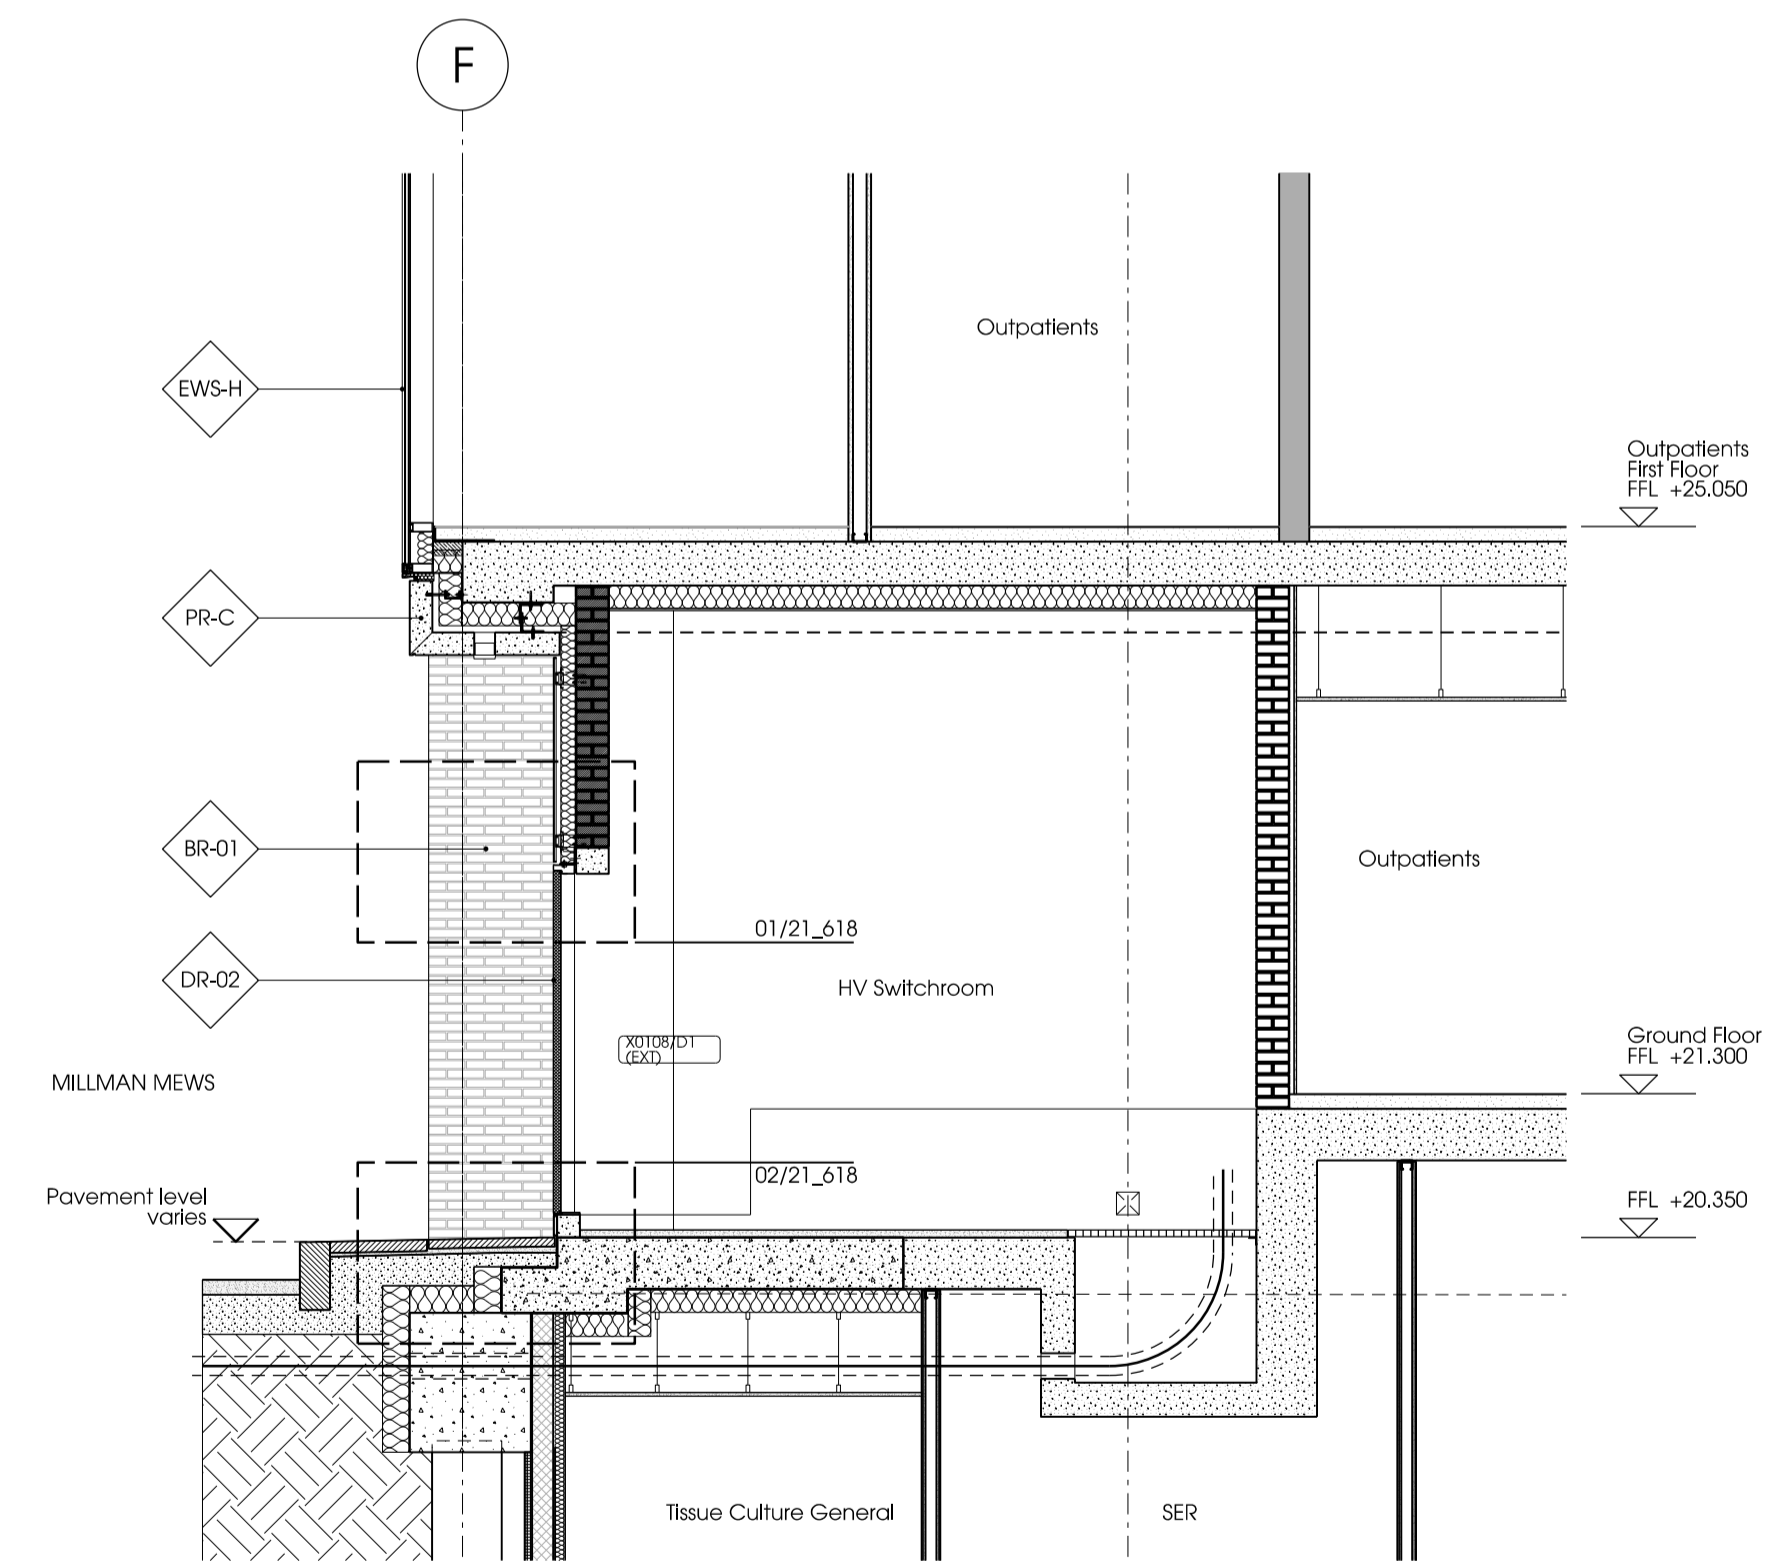 F
Outpatients
EWS-H
Outpatients
First Floor
FFL +25.050
PR-C
BR-01
Outpatients
01/21_618
DR-02
HV Switchroom
X0108/D1
(EXT)
Ground Floor
FFL +21.300
MILLMAN MEWS
02/21_618
Pavement level
varies
FFL +20.350
Tissue Culture General
SER